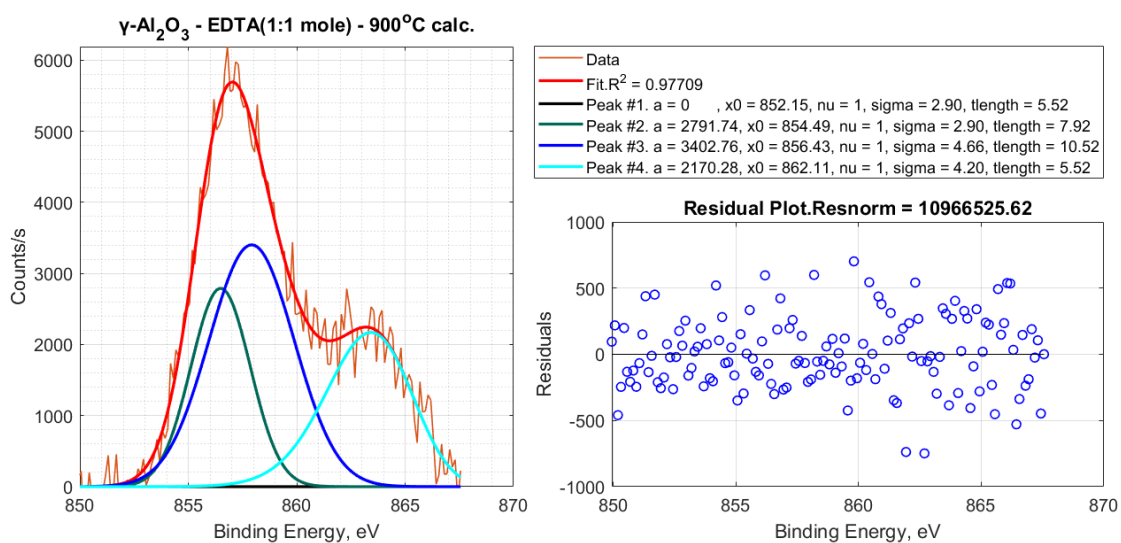 γ-Al2O3 - EDTA(1:1 mole) - 900°C calc.
6000
5000
4000
3000
2000
1000
0
Counts/s
850 855 860 865 870
Binding Energy, eV
Data
Fit.R² = 0.97709
Peak #1. a = 0 , x0 = 852.15, nu = 1, sigma = 2.90, tlength = 5.52
Peak #2. a = 2791.74, x0 = 854.49, nu = 1, sigma = 2.90, tlength = 7.92
Peak #3. a = 3402.76, x0 = 856.43, nu = 1, sigma = 4.66, tlength = 10.52
Peak #4. a = 2170.28, x0 = 862.11, nu = 1, sigma = 4.20, tlength = 5.52
Residual Plot.Resnorm = 10966525.62
1000
500
0
-500
-1000
Residuals
850 855 860 865 870
Binding Energy, eV